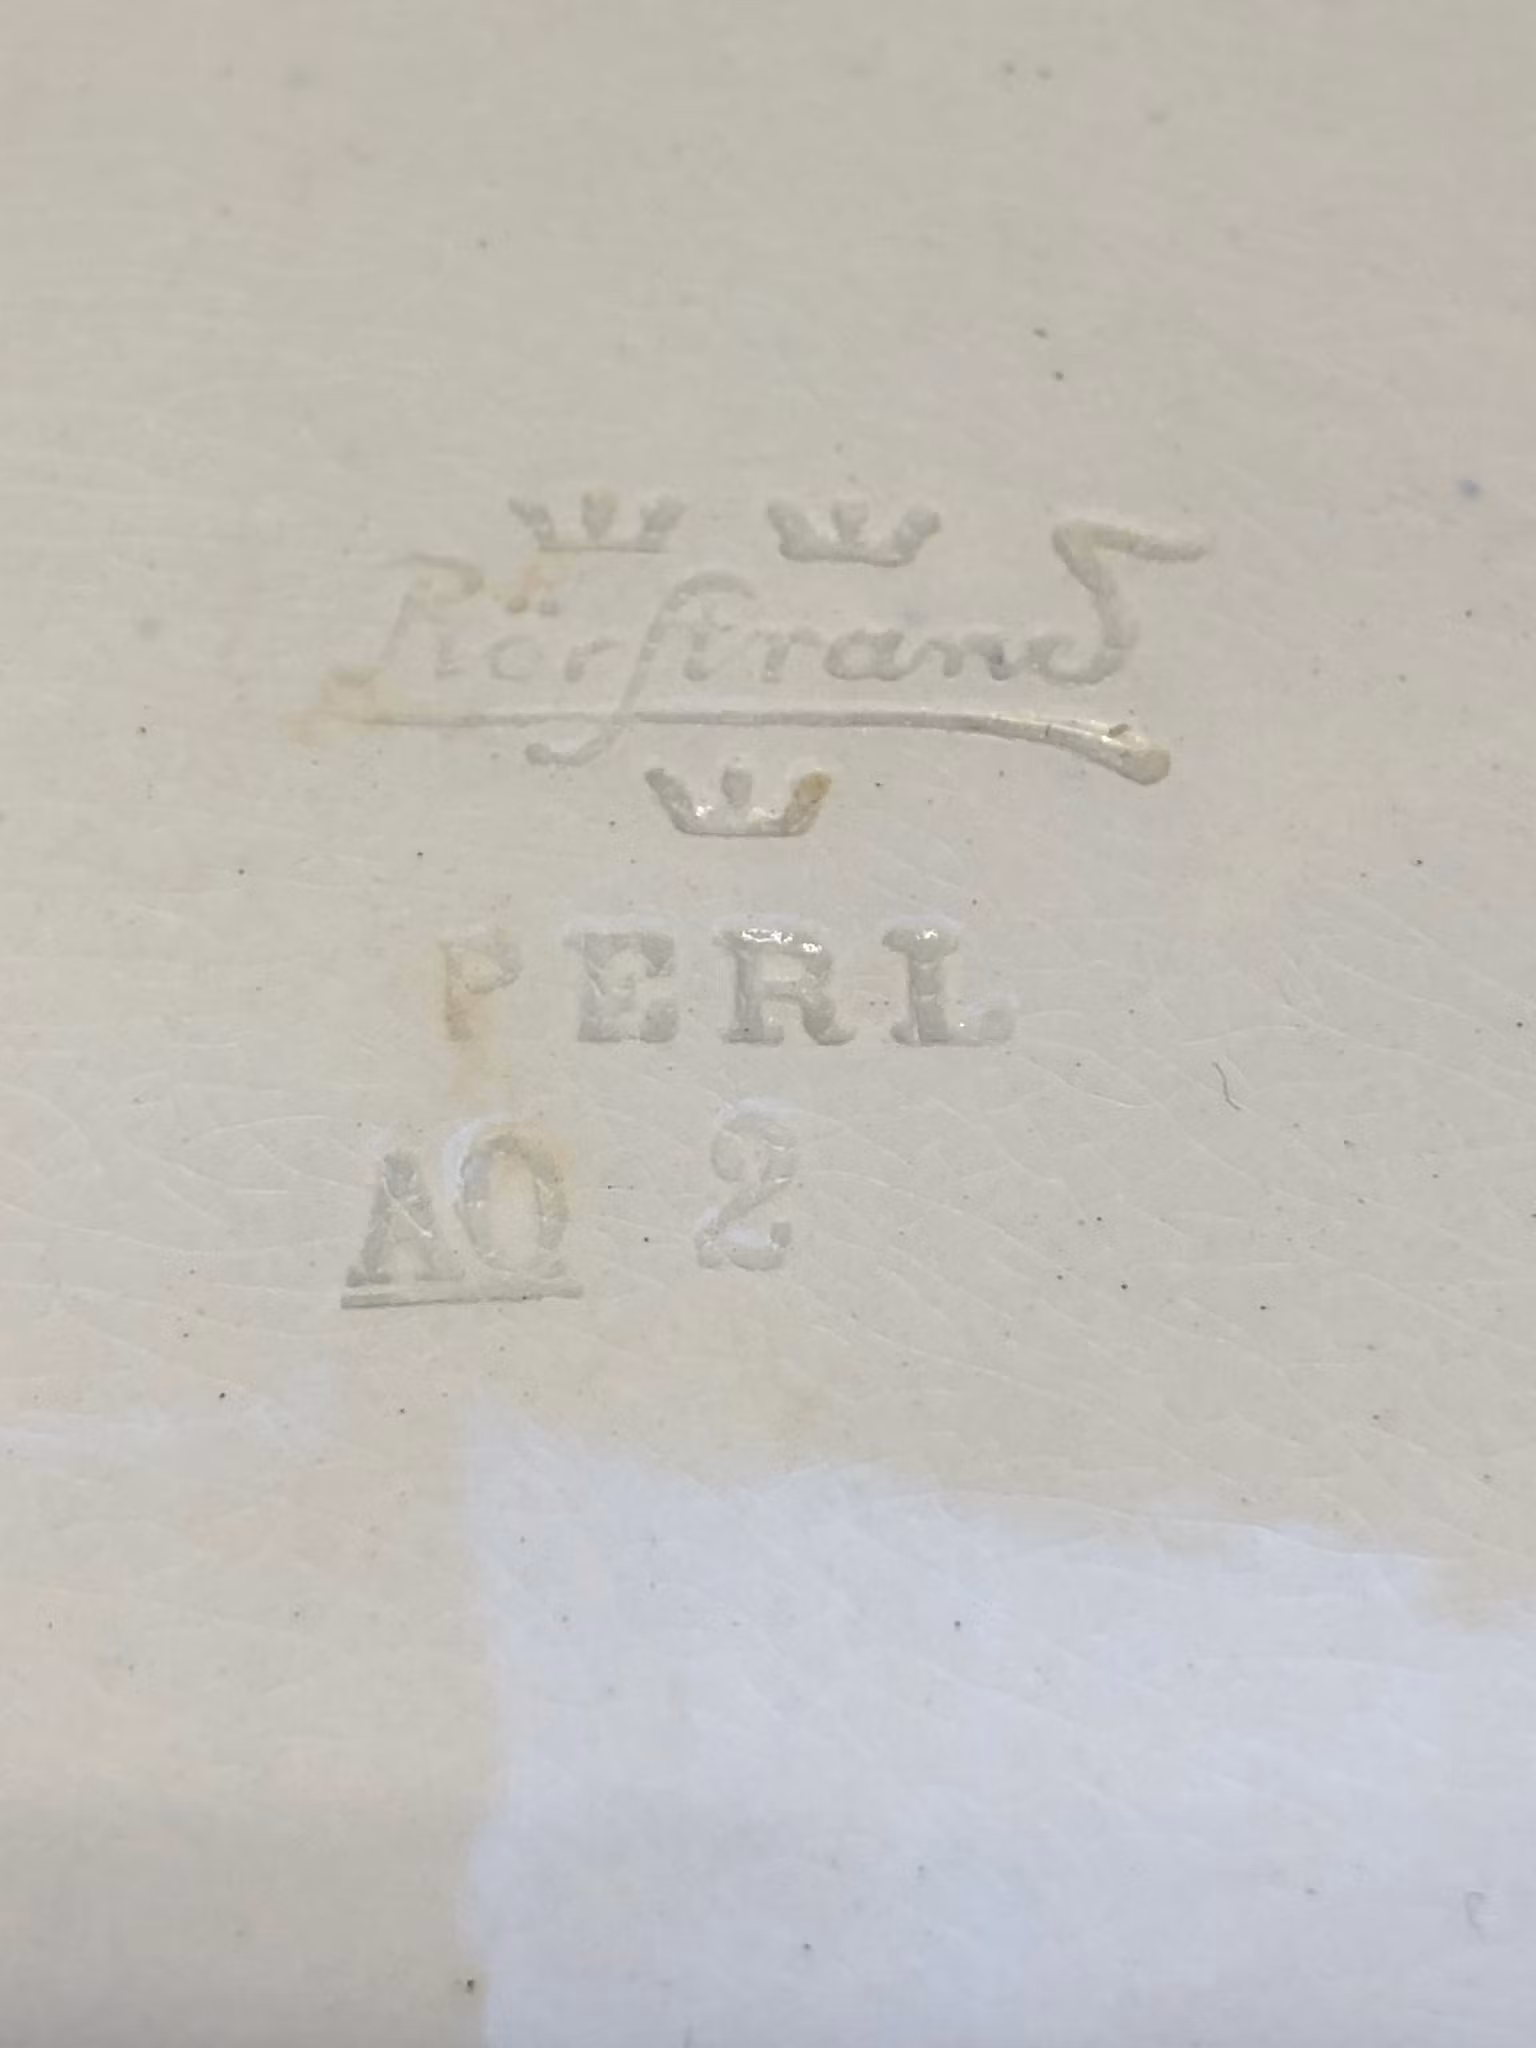 Rörstrand
PERL
AO 2